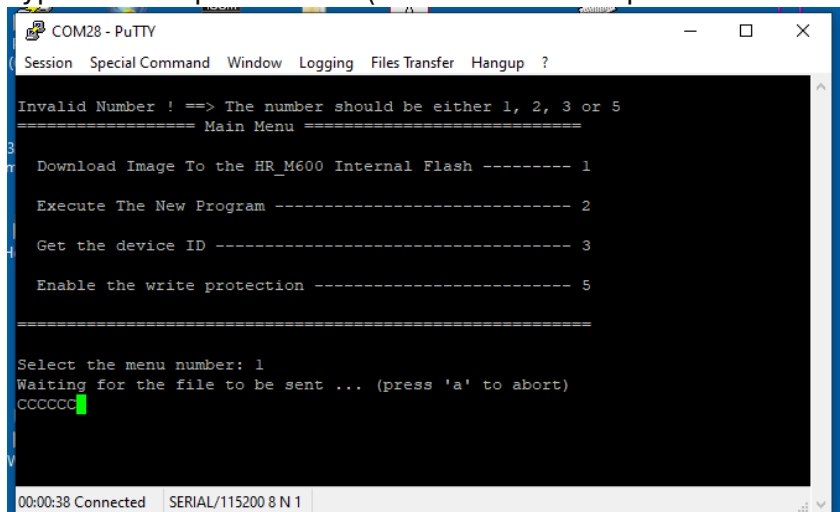 COM28 - PuTTY
Session Special Command Window Logging Files Transfer Hangup ?
Invalid Number ! ==> The number should be either 1, 2, 3 or 5
================== Main Menu ============================
Download Image To the HR_M600 Internal Flash --------- 1
Execute The New Program ------------------------------ 2
Get the device ID ------------------------------------ 3
Enable the write protection -------------------------- 5
==========================================================
Select the menu number: 1
Waiting for the file to be sent ... (press 'a' to abort)
CCCCCC
00:00:38 Connected SERIAL/115200 8 N 1